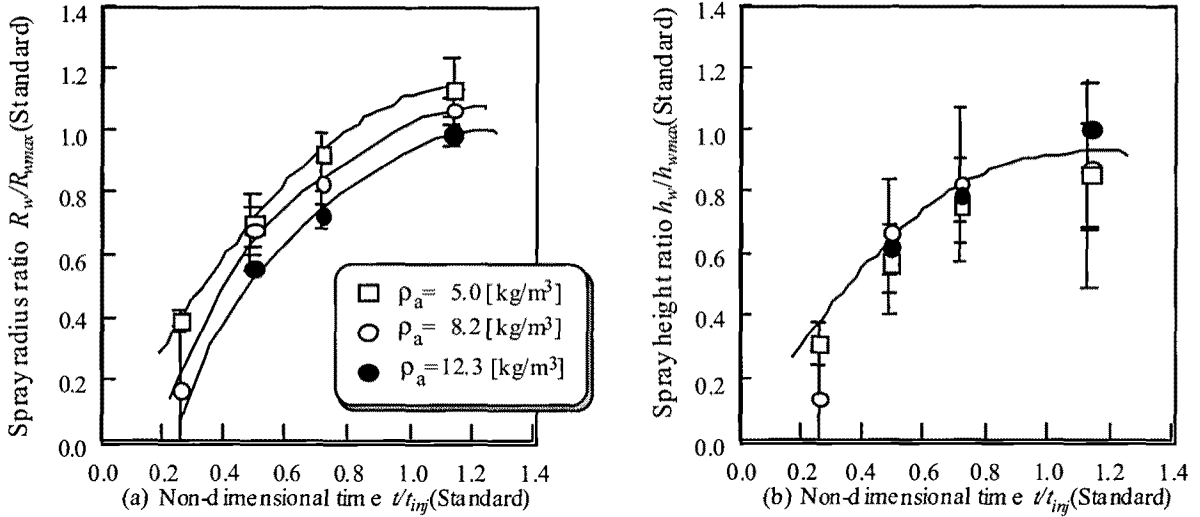 Spray radius ratio R_w/R_wmax(Standard)
1.4
1.2
1.0
0.8
0.6
0.4
0.2
0.0
0.0 0.2 0.4 0.6 0.8 1.0 1.2 1.4
(a) Non-dimensional time t/t_inj(Standard)
ρ_a= 5.0 [kg/m³]
ρ_a= 8.2 [kg/m³]
ρ_a=12.3 [kg/m³]
Spray height ratio h_w/h_wmax(Standard)
1.4
1.2
1.0
0.8
0.6
0.4
0.2
0.0
0.0 0.2 0.4 0.6 0.8 1.0 1.2 1.4
(b) Non-dimensional time t/t_inj(Standard)